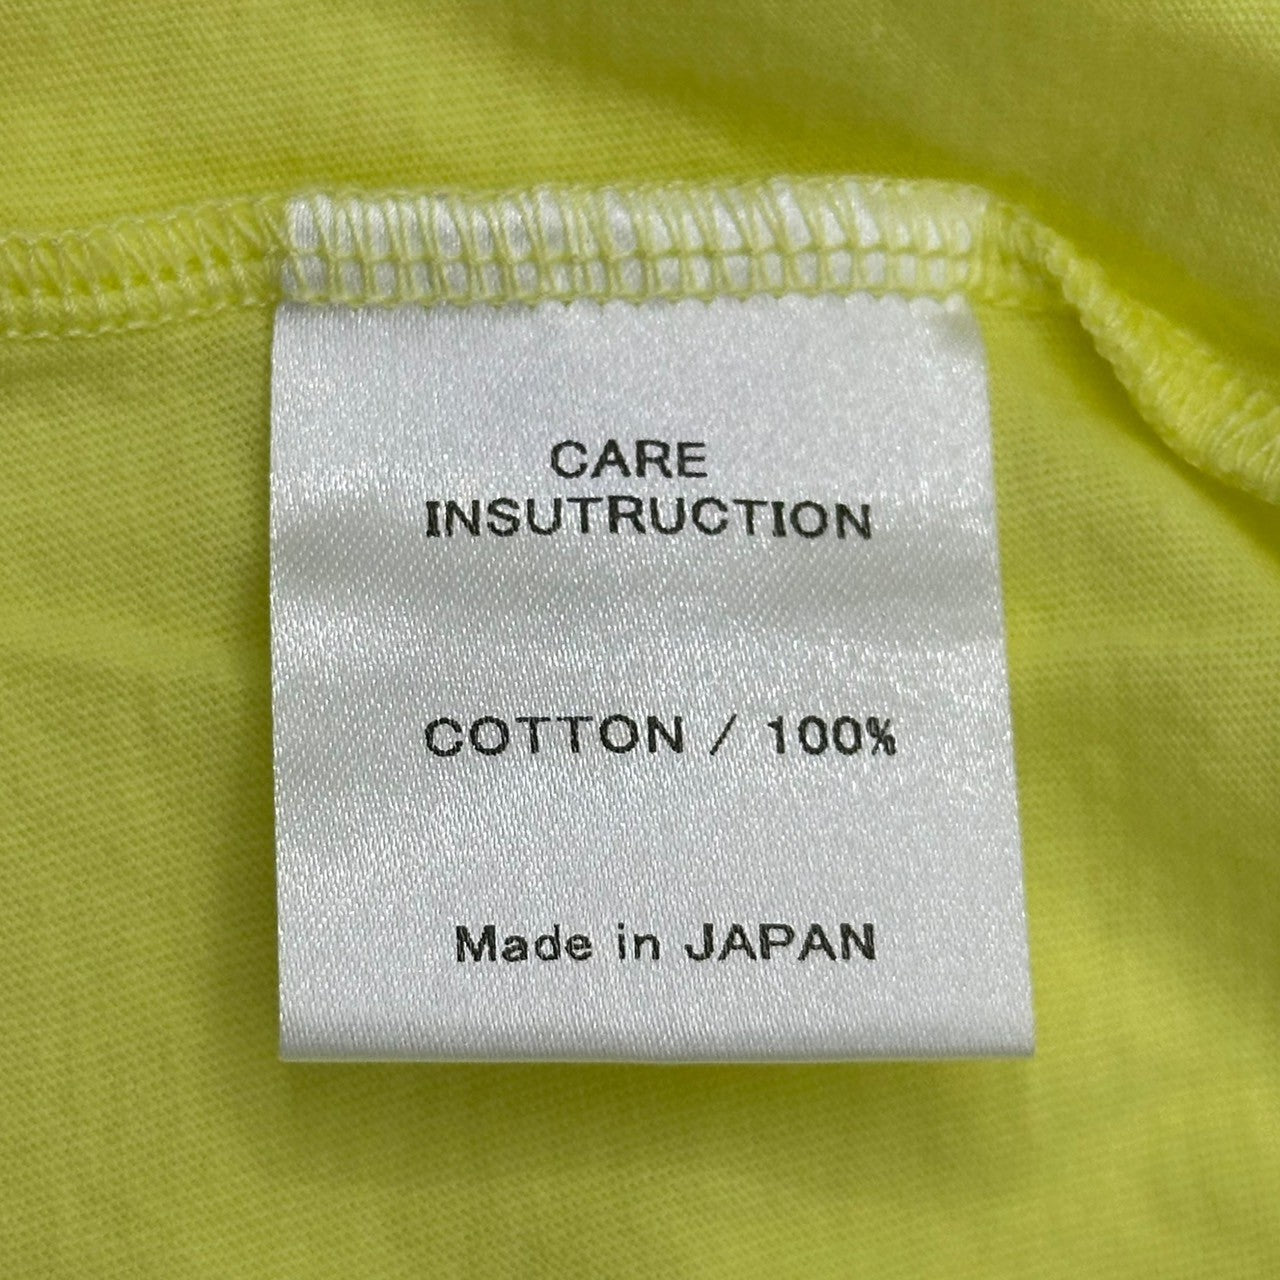 CARE
INSUTRUCTION
COTTON / 100%
Made in JAPAN